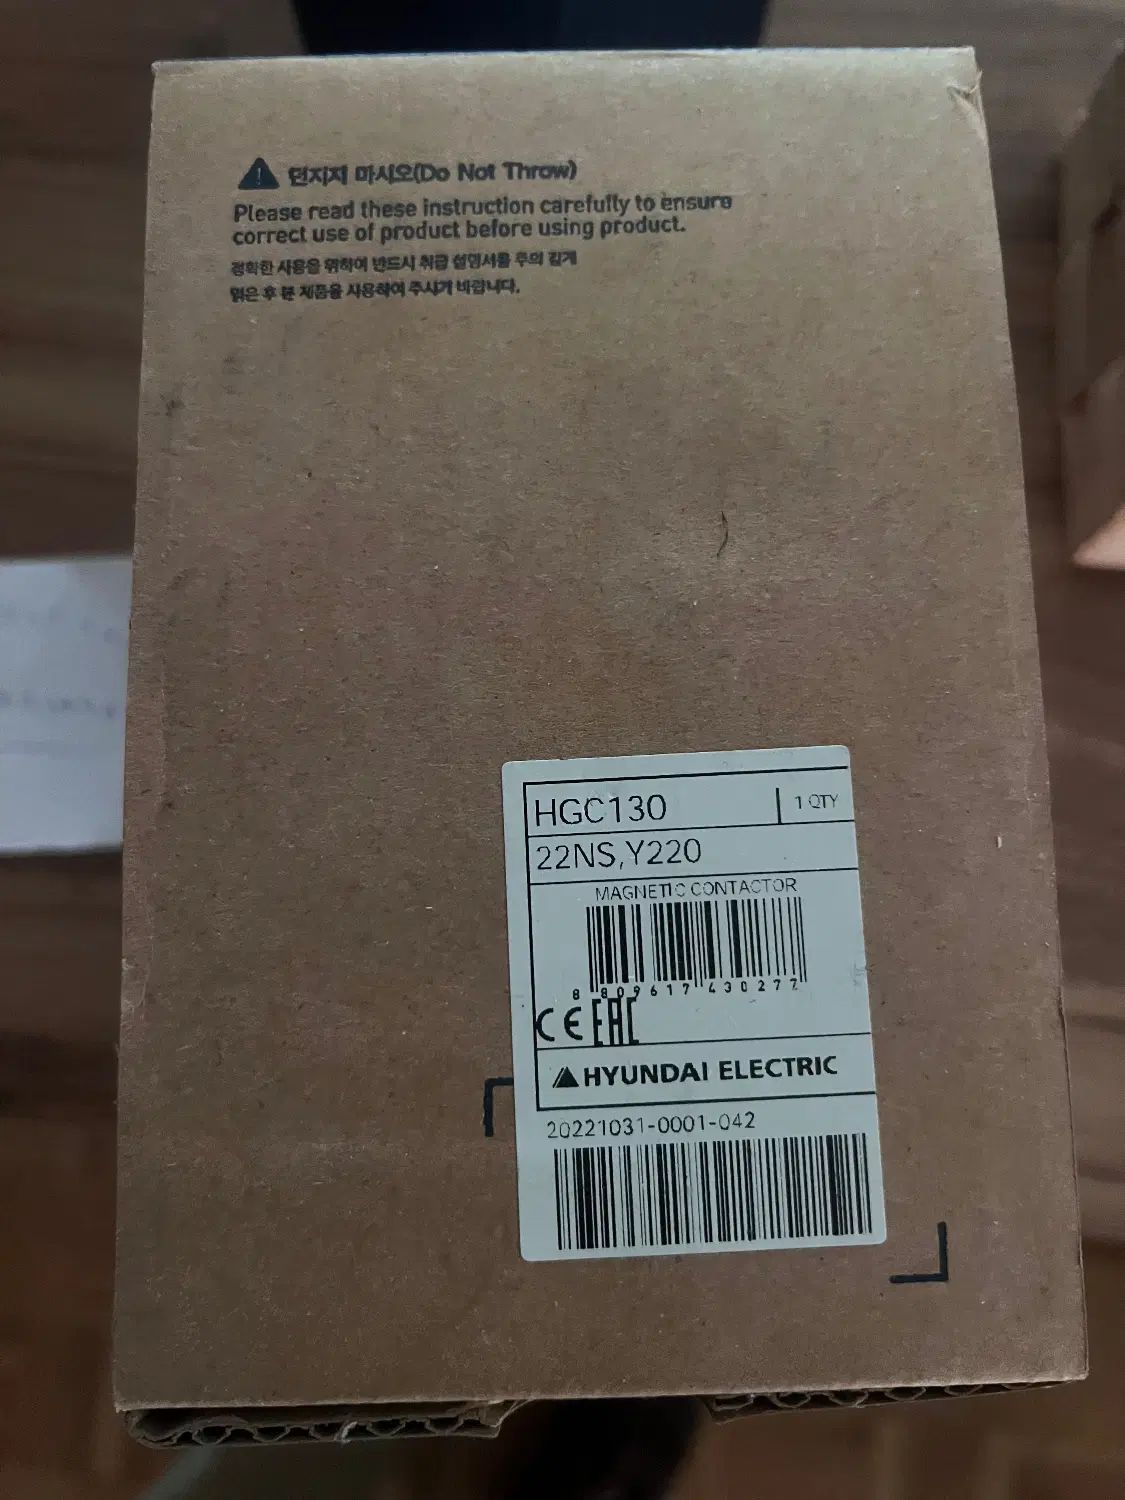 던지지 마시오(Do Not Throw)
Please read these instruction carefully to ensure
correct use of product before using product.
정확한 사용을 위하여 반드시 취급 설명서를 주의 깊게
읽은 후 본 제품을 사용하여 주시기 바랍니다.
HGC130
1 QTY
22NS,Y220
MAGNETIC CONTACTOR
8 809617 430277
CE EAC
HYUNDAI ELECTRIC
20221031-0001-042